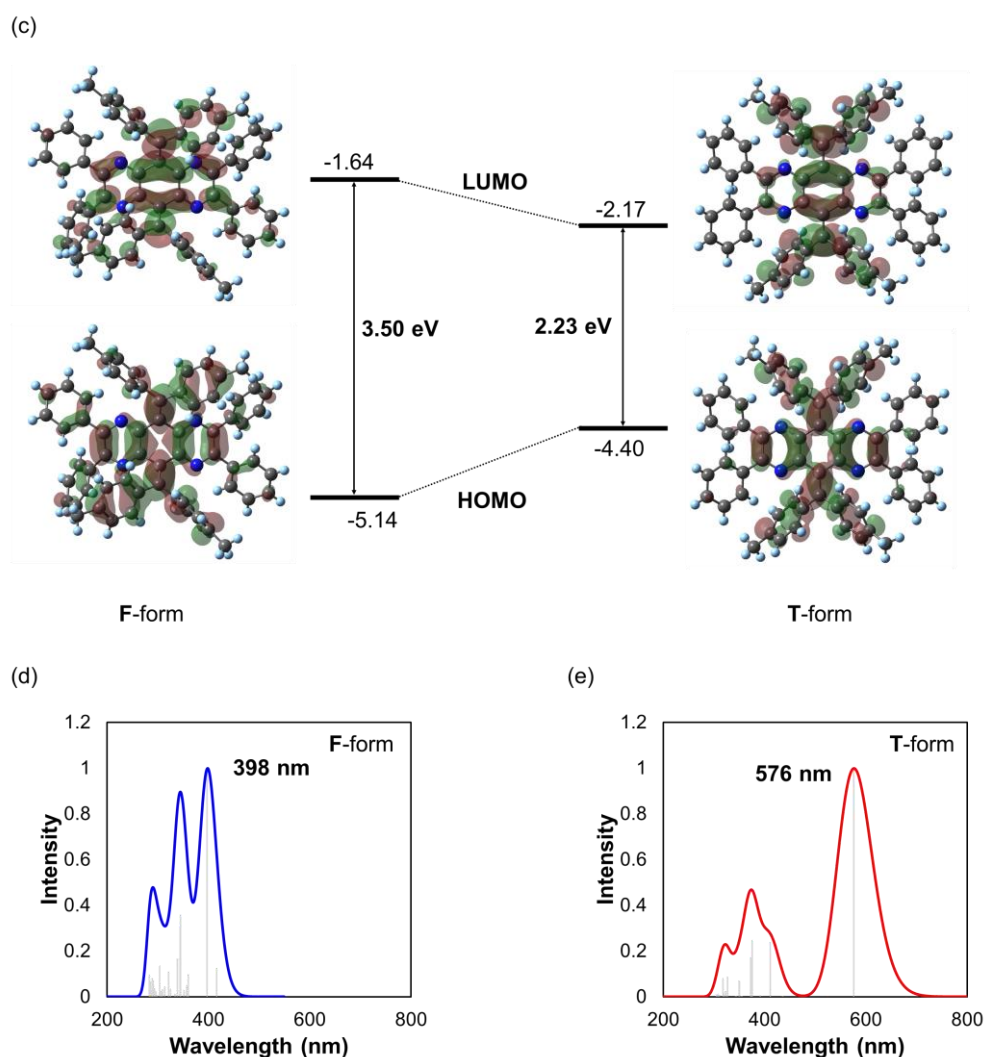 (c)
-1.64
LUMO
-2.17
3.50 eV
2.23 eV
-4.40
HOMO
-5.14
F-form
T-form
(d)
(e)
1.2
F-form
398 nm
1
0.8
0.6
0.4
0.2
0
Intensity
200
400
600
800
Wavelength (nm)
1.2
T-form
576 nm
1
0.8
0.6
0.4
0.2
0
Intensity
200
400
600
800
Wavelength (nm)